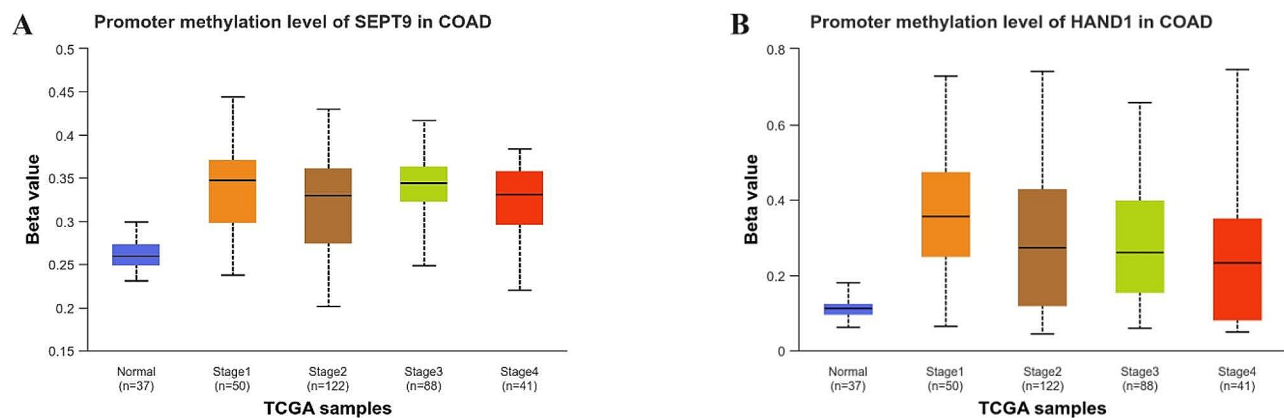 A
Promoter methylation level of SEPT9 in COAD
Beta value
0.5
0.45
0.4
0.35
0.3
0.25
0.2
0.15
Normal
(n=37)
Stage1
(n=50)
Stage2
(n=122)
Stage3
(n=88)
Stage4
(n=41)
TCGA samples
B
Promoter methylation level of HAND1 in COAD
Beta value
0.8
0.6
0.4
0.2
0
Normal
(n=37)
Stage1
(n=50)
Stage2
(n=122)
Stage3
(n=88)
Stage4
(n=41)
TCGA samples